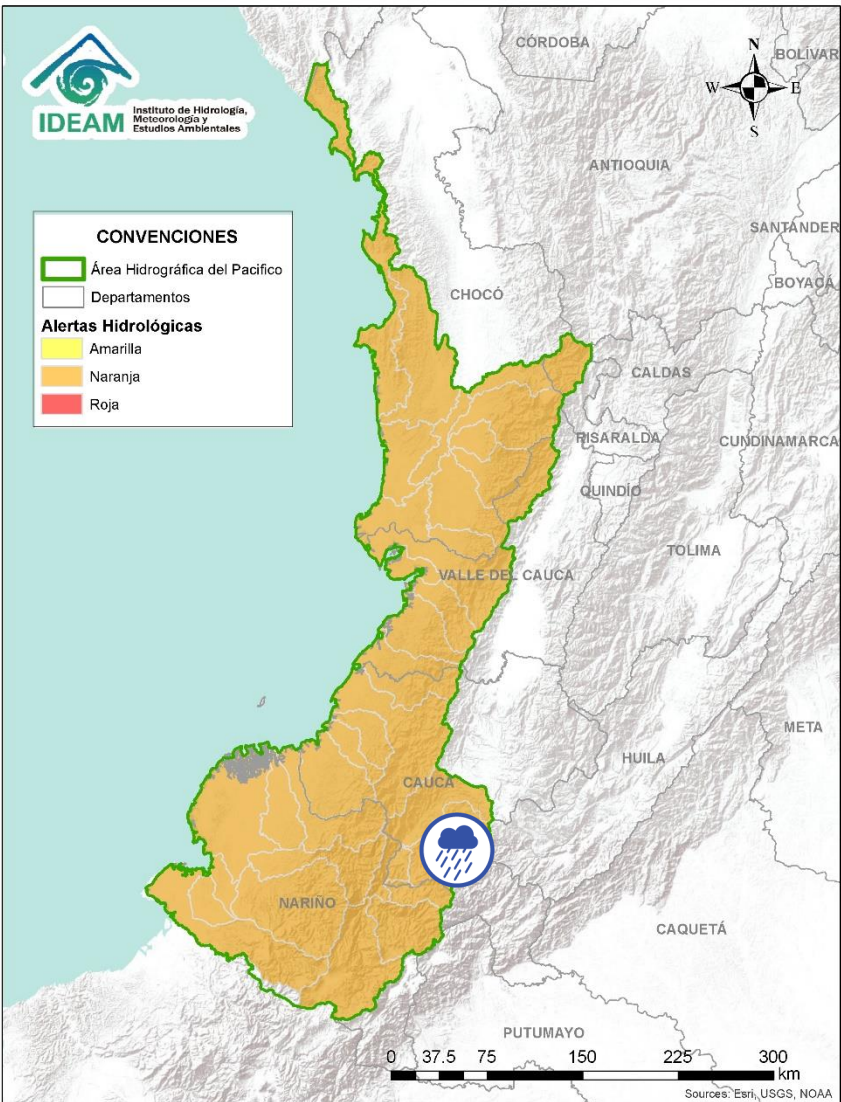 IDEAM
Instituto de Hidrología,
Meteorología y
Estudios Ambientales
CÓRDOBA
BOLIVAR
N
W
E
S
ANTIOQUIA
SANTANDER
BOYACÁ
CONVENCIONES
Área Hidrográfica del Pacifico
Departamentos
Alertas Hidrológicas
Amarilla
Naranja
Roja
CHOCÓ
CALDAS
RISARALDA
CUNDINAMARCA
QUINDÍO
TOLIMA
VALLE DEL CAUCA
META
HUILA
CAUCA
NARIÑO
CAQUETÁ
PUTUMAYO
0 37.5 75 150 225 300
km
Sources: Esri, USGS, NOAA